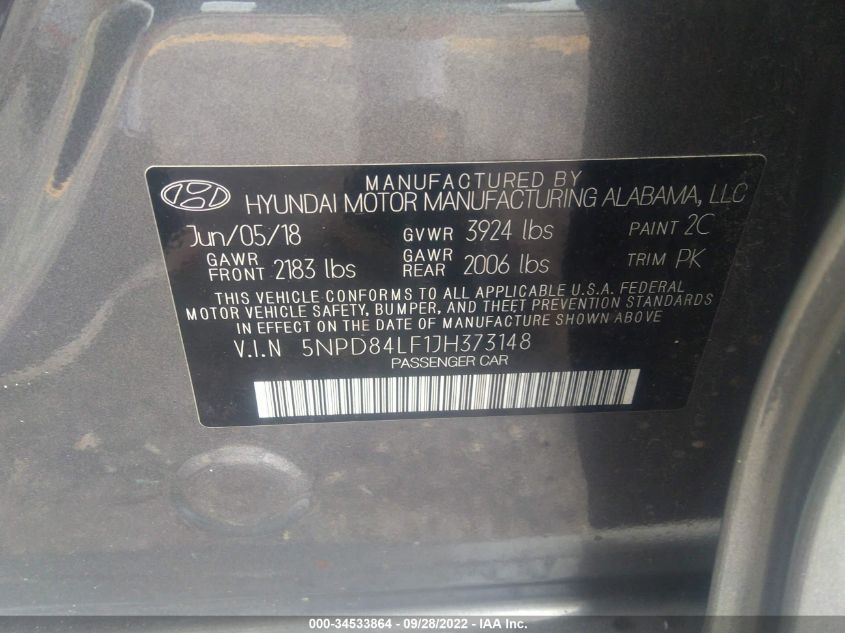 MANUFACTURED BY
HYUNDAI MOTOR MANUFACTURING ALABAMA, LLC
Jun/05/18 GVWR 3924 lbs PAINT 2C
GAWR FRONT 2183 lbs GAWR REAR 2006 lbs TRIM PK
THIS VEHICLE CONFORMS TO ALL APPLICABLE U.S.A. FEDERAL
MOTOR VEHICLE SAFETY, BUMPER, AND THEFT PREVENTION STANDARDS
IN EFFECT ON THE DATE OF MANUFACTURE SHOWN ABOVE.
V.I.N 5NPD84LF1JH373148
PASSENGER CAR
000-34533864 - 09/28/2022 - IAA Inc.